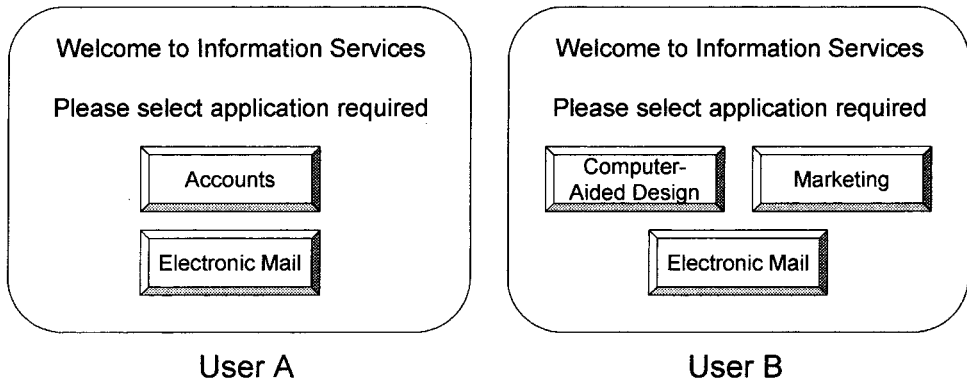 Welcome to Information Services
Please select application required
Accounts
Electronic Mail
User A
Welcome to Information Services
Please select application required
Computer-
Aided Design
Marketing
Electronic Mail
User B